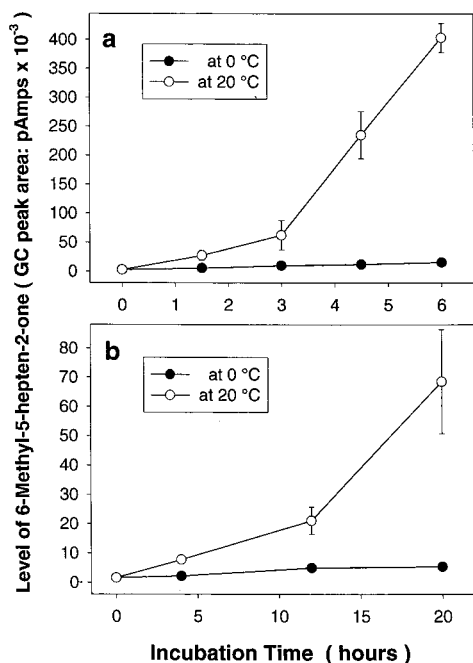 Level of 6-Methyl-5-hepten-2-one ( GC peak area: pAmps x 10⁻³ )
a
at 0 °C
at 20 °C
400
350
300
250
200
150
100
50
0
0 1 2 3 4 5 6
b
at 0 °C
at 20 °C
80
70
60
50
40
30
20
10
0
0 5 10 15 20
Incubation Time ( hours )